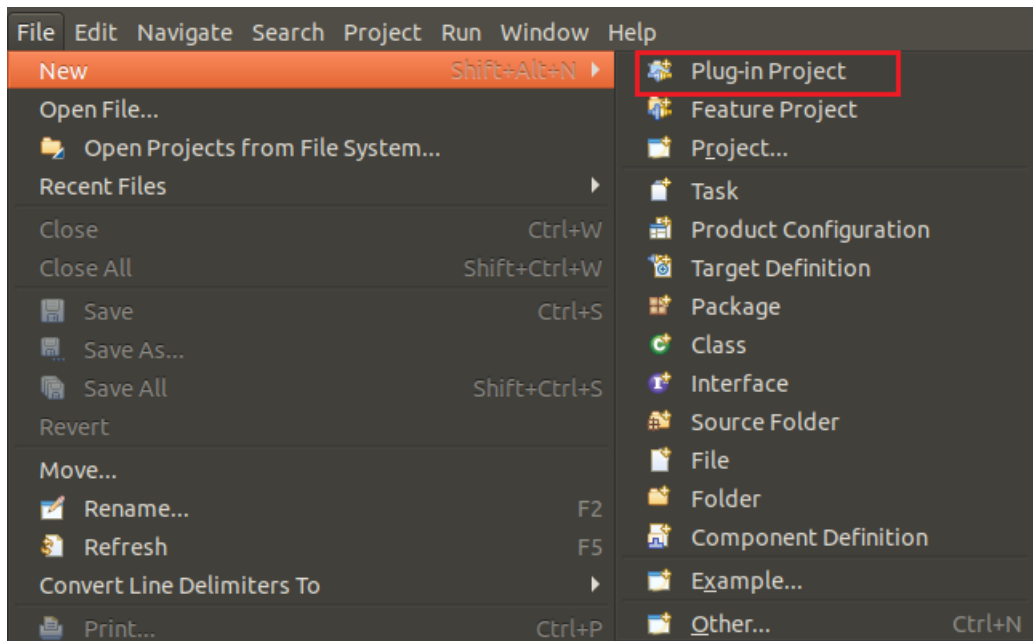 File Edit Navigate Search Project Run Window Help
New Shift+Alt+N
Open File...
Open Projects from File System...
Recent Files
Close Ctrl+W
Close All Shift+Ctrl+W
Save Ctrl+S
Save As...
Save All Shift+Ctrl+S
Revert
Move...
Rename... F2
Refresh F5
Convert Line Delimiters To
Print... Ctrl+P
Plug-in Project
Feature Project
Project...
Task
Product Configuration
Target Definition
Package
Class
Interface
Source Folder
File
Folder
Component Definition
Example...
Other... Ctrl+N